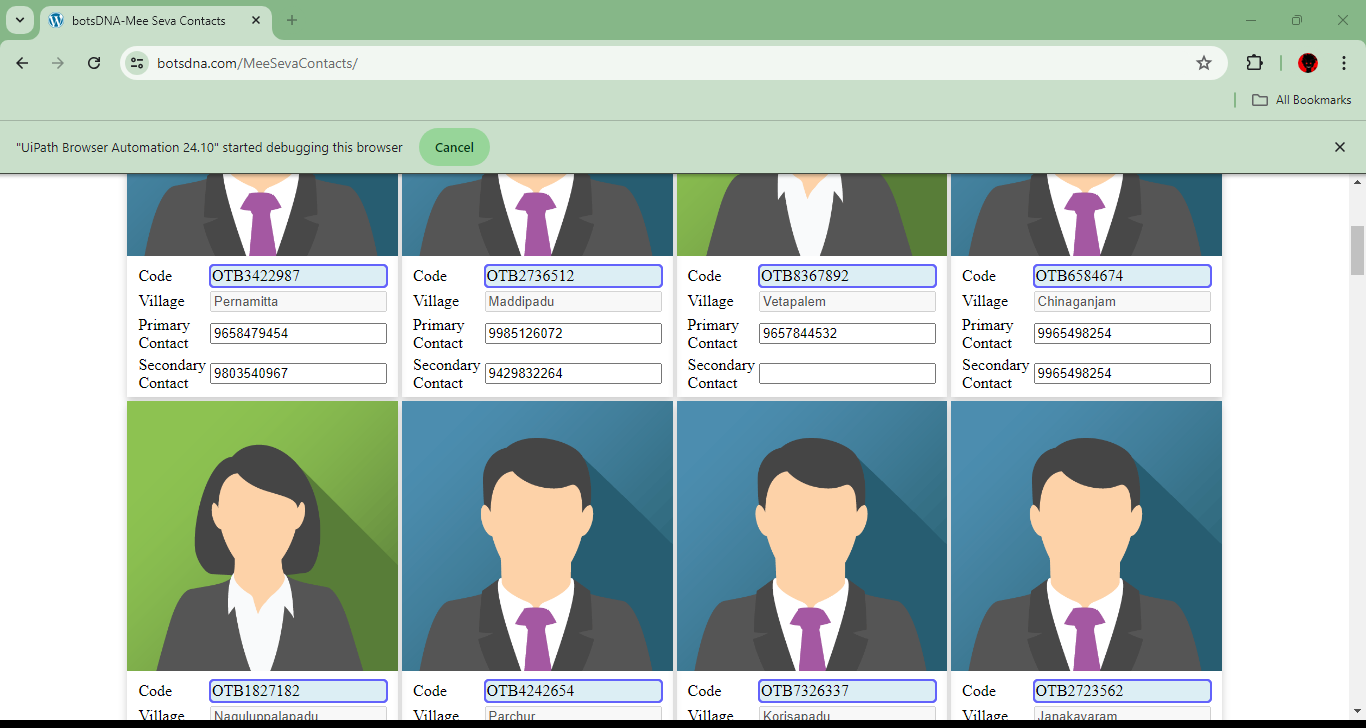 botsDNA-Mee Seva Contacts
botsdna.com/MeeSevaContacts/
All Bookmarks
"UiPath Browser Automation 24.10" started debugging this browser Cancel
Code OTB3422987 Code OTB2736512 Code OTB8367892 Code OTB6584674
Village Pernamitta Village Maddipadu Village Vetapalem Village Chinaganjam
Primary Contact 9658479454 Primary Contact 9985126072 Primary Contact 9657844532 Primary Contact 9965498254
Secondary Contact 9803540967 Secondary Contact 9429832264 Secondary Contact Secondary Contact 9965498254
Code OTB1827182 Code OTB4242654 Code OTB7326337 Code OTB2723562
Village Naguluppalapadu Village Parchur Village Korisapadu Village Janakavaram